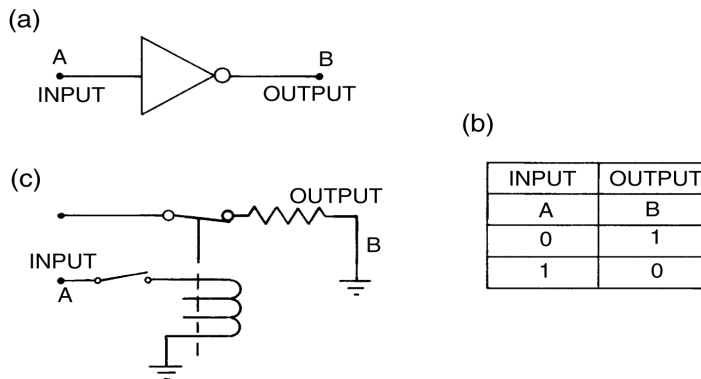 (a)
A
B
INPUT
OUTPUT
(b)
INPUT OUTPUT
A B
0 1
1 0
(c)
OUTPUT
B
INPUT
A